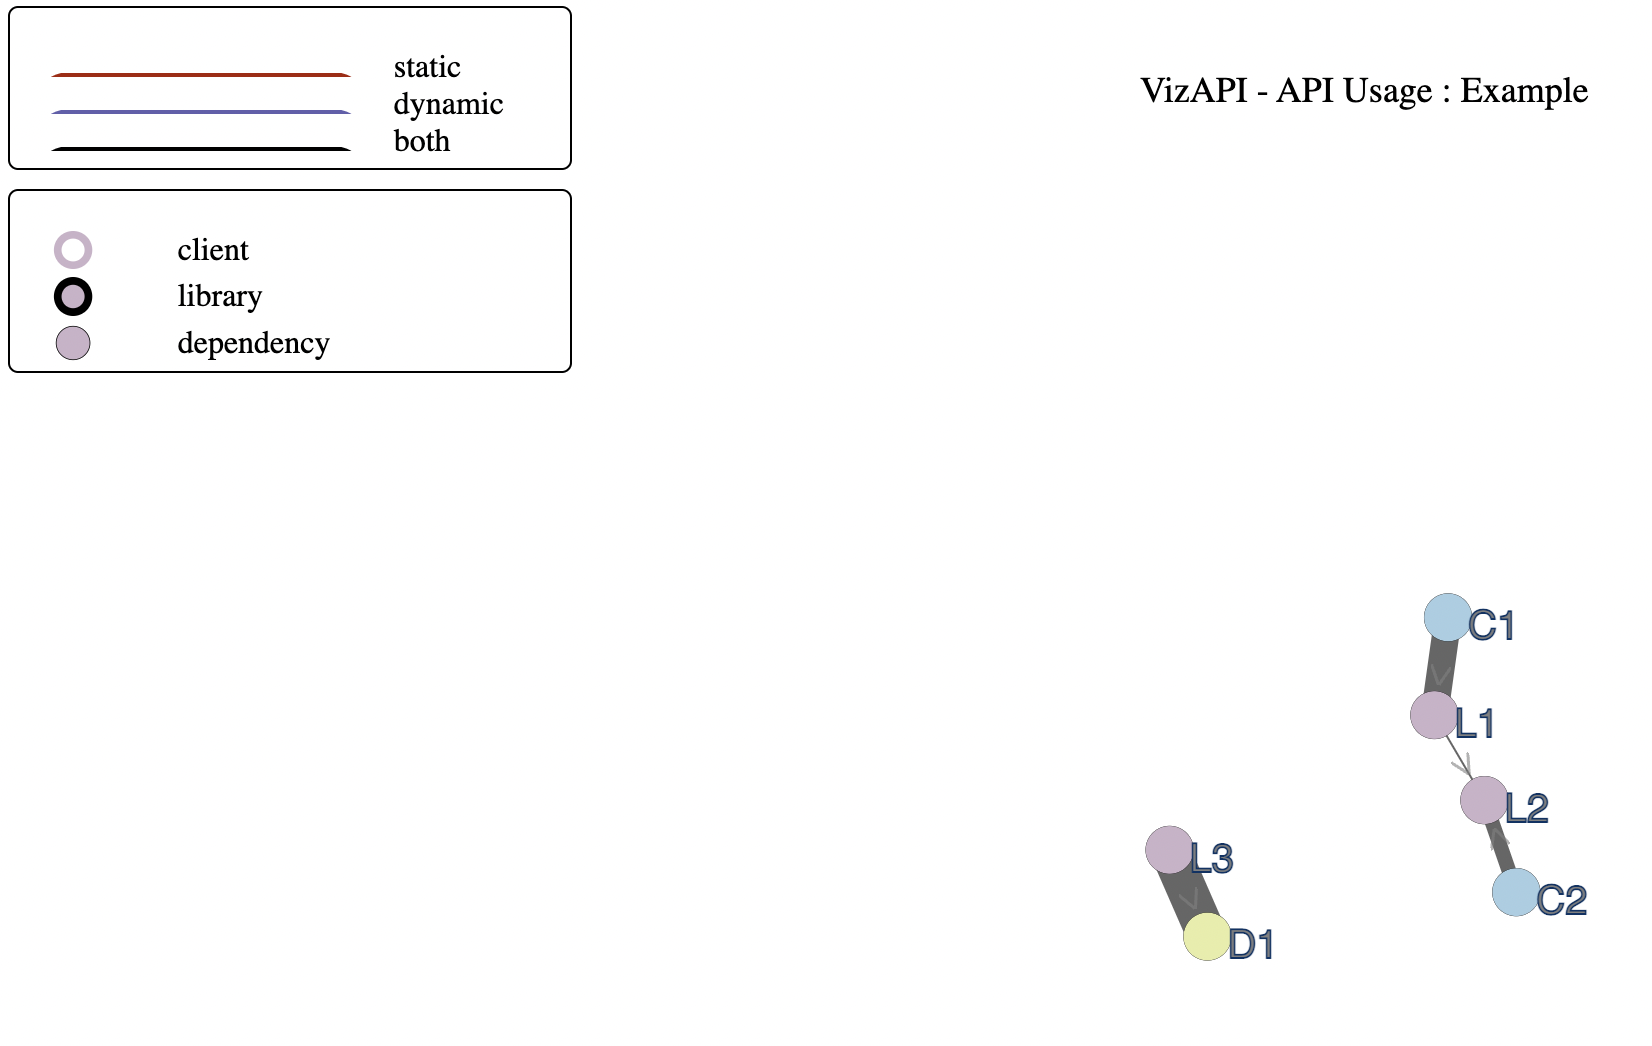 static
dynamic
both
VizAPI - API Usage : Example
client
library
dependency
C1
L1
L2
L3
C2
D1